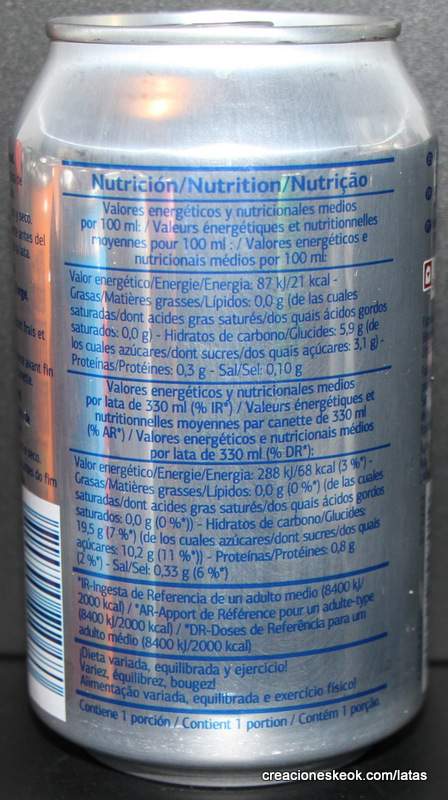 Nutrición/Nutrition/Nutrição
Valores energéticos y nutricionales medios
por 100 ml: / Valeurs énergétiques et nutritionnelles
moyennes pour 100 ml : / Valores energéticos e
nutricionais médios por 100 ml:
Valor energético/Energie/Energia: 87 kJ/21 kcal -
Grasas/Matières grasses/Lípidos: 0,0 g (de las cuales
saturadas/dont acides gras saturés/dos quais ácidos gordos
saturados: 0,0 g) - Hidratos de carbono/Glucides: 5,9 g (de
los cuales azúcares/dont sucres/dos quais açúcares: 3,1 g) -
Proteínas/Protéines: 0,3 g - Sal/Sel: 0,10 g
Valores energéticos y nutricionales medios
por lata de 330 ml (% IR*) / Valeurs énergétiques et
nutritionnelles moyennes par canette de 330 ml
(% AR*) / Valores energéticos e nutricionais médios
por lata de 330 ml (% DR*):
Valor energético/Energie/Energia: 288 kJ/68 kcal (3 %*) -
Grasas/Matières grasses/Lípidos: 0,0 g (0 %*) (de las cuales
saturadas/dont acides gras saturés/dos quais ácidos gordos
saturados: 0,0 g (0 %*)) - Hidratos de carbono/Glucides:
19,5 g (7 %*) (de los cuales azúcares/dont sucres/dos quais
açúcares: 10,2 g (11 %*)) - Proteínas/Protéines: 0,8 g
(2 %*) - Sal/Sel: 0,33 g (6 %*)
*IR-Ingesta de Referencia de un adulto medio (8400 kJ/
2000 kcal) / *AR-Apport de Référence pour un adulte-type
(8400 kJ/2000 kcal) / *DR-Doses de Referência para um
adulto médio (8400 kJ/2000 kcal)
¡Dieta variada, equilibrada y ejercicio!
Variez, équilibrez, bougez!
Alimentação variada, equilibrada e exercício físico!
Contiene 1 porción / Contient 1 portion / Contém 1 porção
y seco.
antes del
lata.
frais et
avant fin
seco.
do fim
creacioneskeok.com/latas